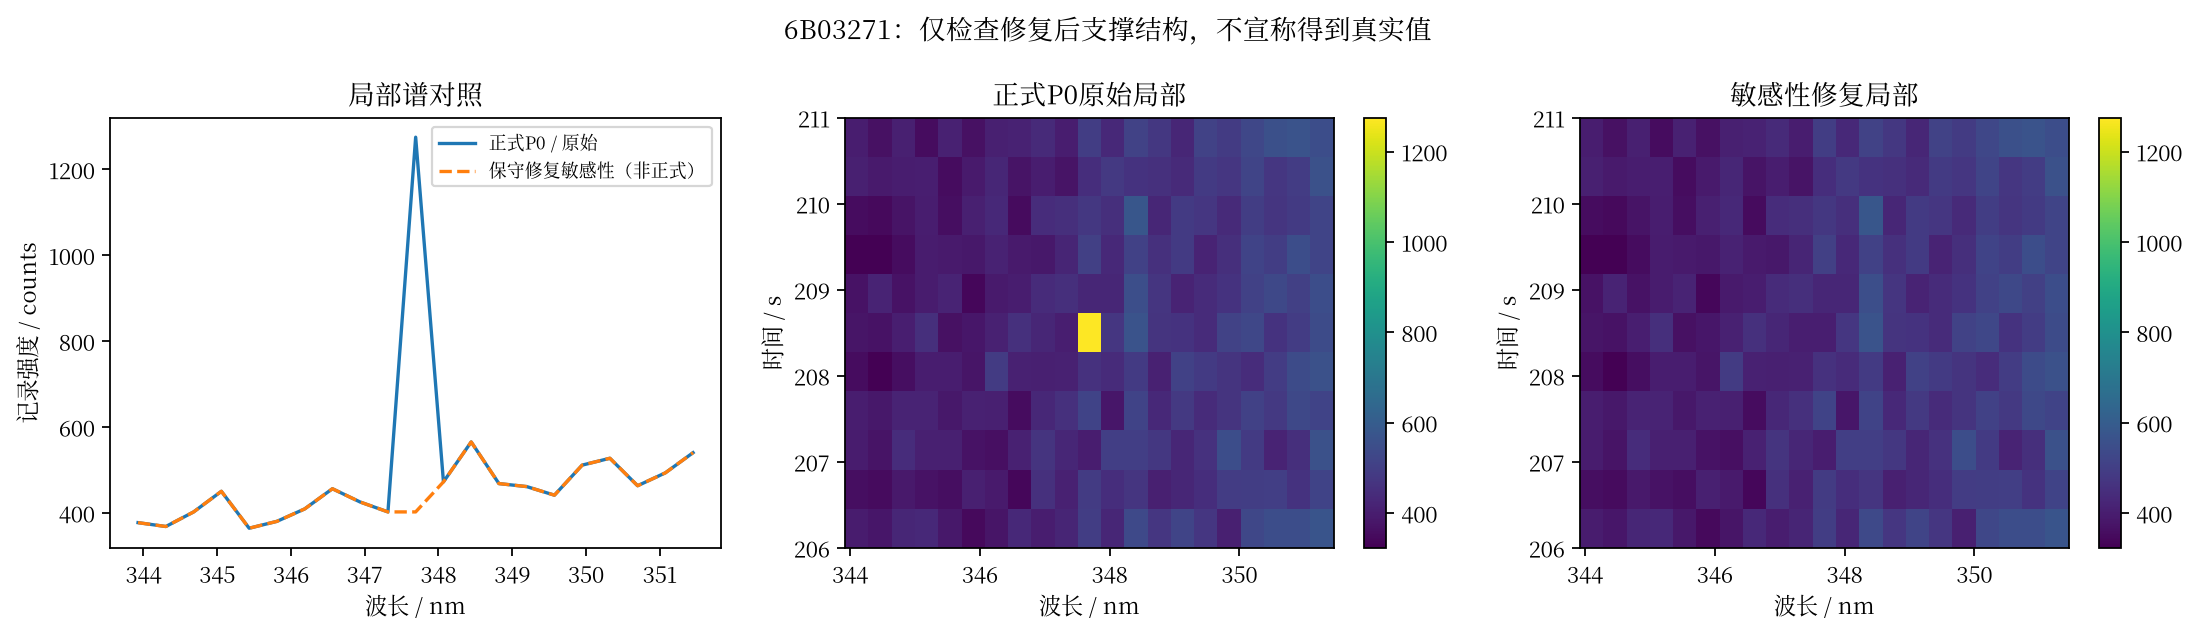 6B03271：仅检查修复后支撑结构，不宣称得到真实值
局部谱对照
正式P0 / 原始
保守修复敏感性（非正式）
记录强度 / counts
1200
1000
800
600
400
344 345 346 347 348 349 350 351
波长 / nm
正式P0原始局部
时间 / s
211
210
209
208
207
206
344 346 348 350
波长 / nm
1200
1000
800
600
400
敏感性修复局部
时间 / s
211
210
209
208
207
206
344 346 348 350
波长 / nm
1200
1000
800
600
400